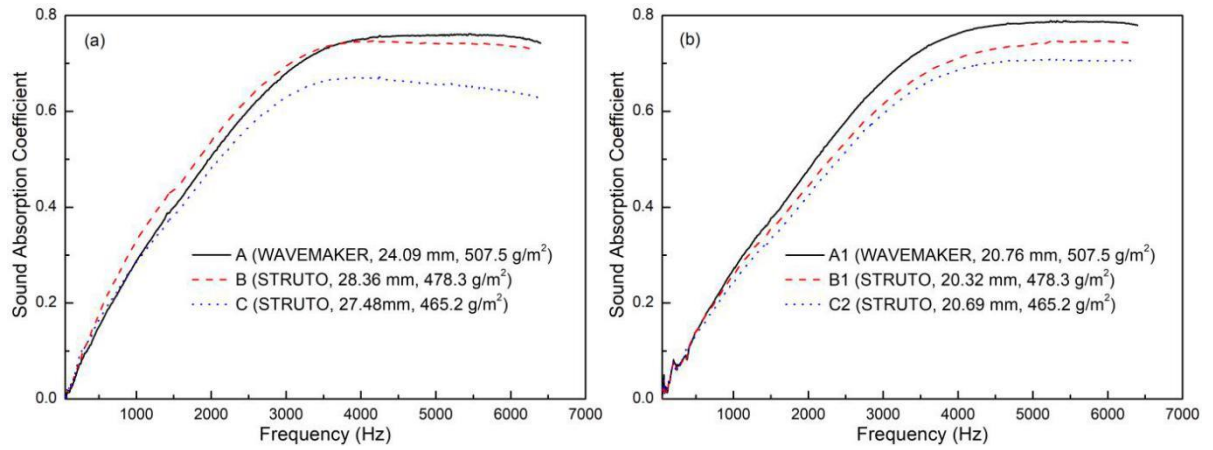 (a)
Sound Absorption Coefficient
0.8
0.6
0.4
0.2
0.0
A (WAVEMAKER, 24.09 mm, 507.5 g/m²)
B (STRUTO, 28.36 mm, 478.3 g/m²)
C (STRUTO, 27.48mm, 465.2 g/m²)
1000 2000 3000 4000 5000 6000 7000
Frequency (Hz)
(b)
Sound Absorption Coefficient
0.8
0.6
0.4
0.2
0.0
A1 (WAVEMAKER, 20.76 mm, 507.5 g/m²)
B1 (STRUTO, 20.32 mm, 478.3 g/m²)
C2 (STRUTO, 20.69 mm, 465.2 g/m²)
1000 2000 3000 4000 5000 6000 7000
Frequency (Hz)